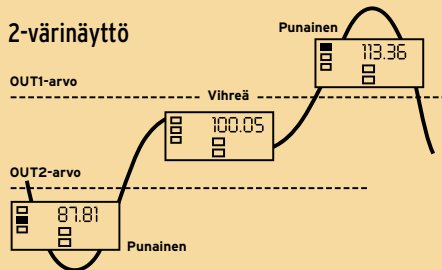 2-värinäyttö
Punainen
113.36
OUT1-arvo
Vihreä
100.05
OUT2-arvo
87.81
Punainen